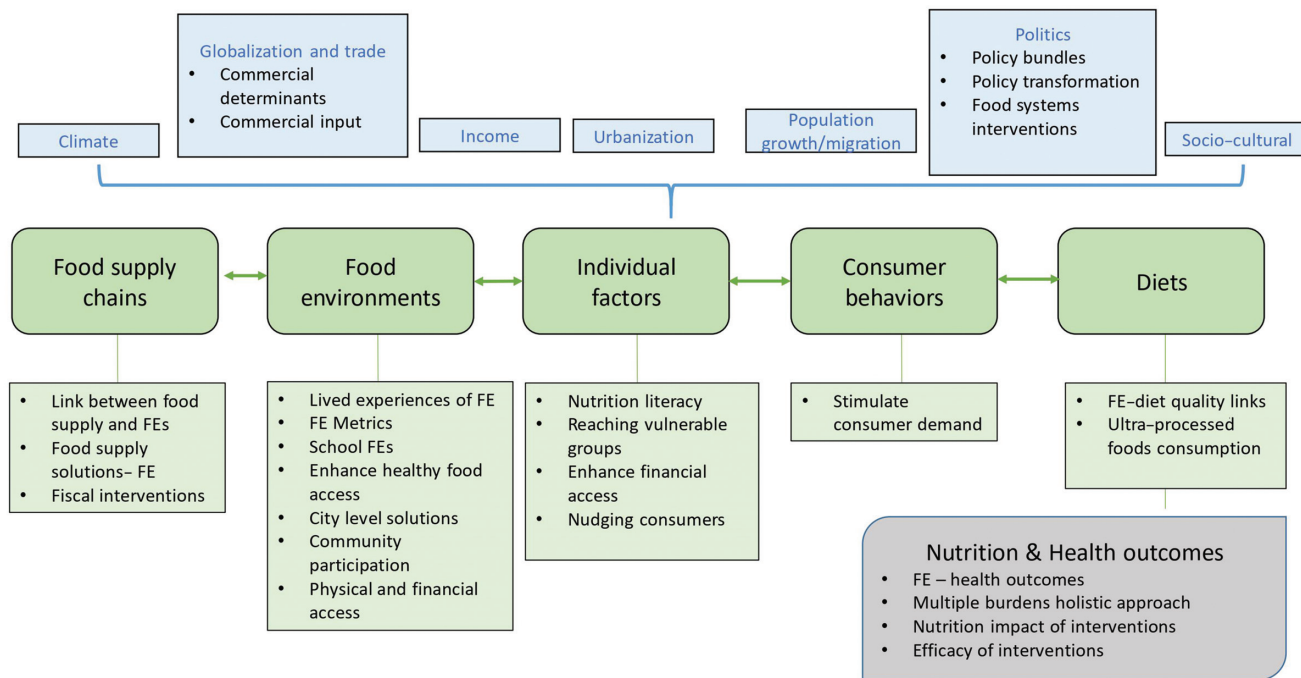 Globalization and trade
• Commercial
determinants
• Commercial input
Politics
• Policy bundles
• Policy transformation
• Food systems
interventions
Climate
Income
Urbanization
Population
growth/migration
Socio-cultural
Food supply
chains
Food
environments
Individual
factors
Consumer
behaviors
Diets
• Link between food
supply and FEs
• Food supply
solutions– FE
• Fiscal interventions
• Lived experiences of FE
• FE Metrics
• School FEs
• Enhance healthy food
access
• City level solutions
• Community
participation
• Physical and financial
access
• Nutrition literacy
• Reaching vulnerable
groups
• Enhance financial
access
• Nudging consumers
• Stimulate
consumer demand
• FE–diet quality links
• Ultra-processed
foods consumption
Nutrition & Health outcomes
• FE – health outcomes
• Multiple burdens holistic approach
• Nutrition impact of interventions
• Efficacy of interventions